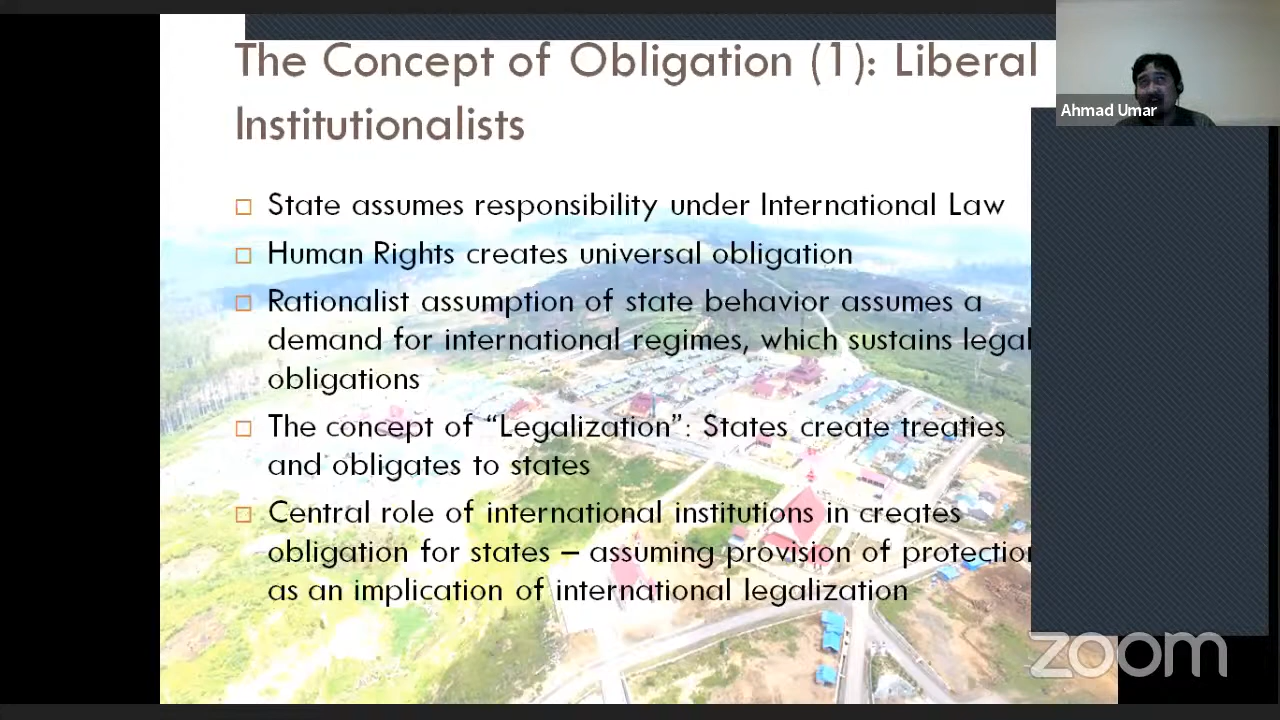 The Concept of Obligation (1): Liberal
Institutionalists
Ahmad Umar
State assumes responsibility under International Law
Human Rights creates universal obligation
Rationalist assumption of state behavior assumes a
demand for international regimes, which sustains legal
obligations
The concept of “Legalization”: States create treaties
and obligates to states
Central role of international institutions in creates
obligation for states – assuming provision of protection
as an implication of international legalization
zoom